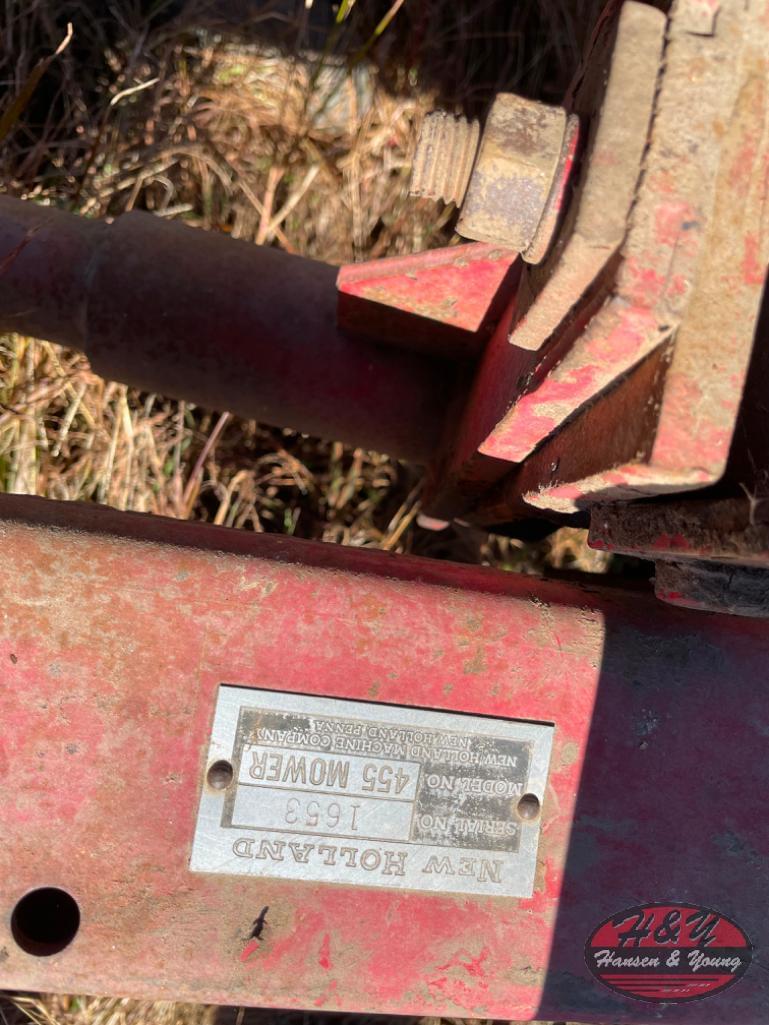 NEW HOLLAND
SERIAL NO. 1653
MODEL NO. 455 MOWER
NEW HOLLAND MACHINE COMPANY
NEW HOLLAND PENNA.
H&Y
Hansen & Young